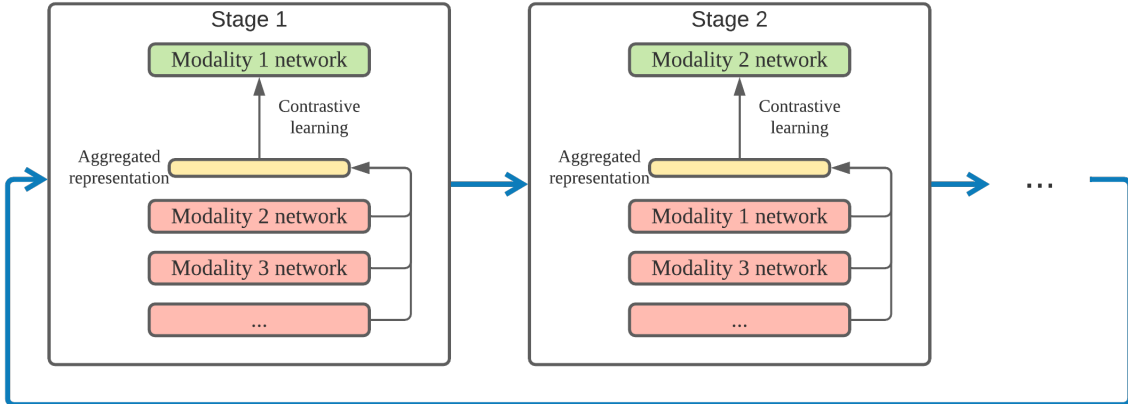 Stage 1
Modality 1 network
Contrastive
learning
Aggregated
representation
Modality 2 network
Modality 3 network
...
Stage 2
Modality 2 network
Contrastive
learning
Aggregated
representation
Modality 1 network
Modality 3 network
...
...